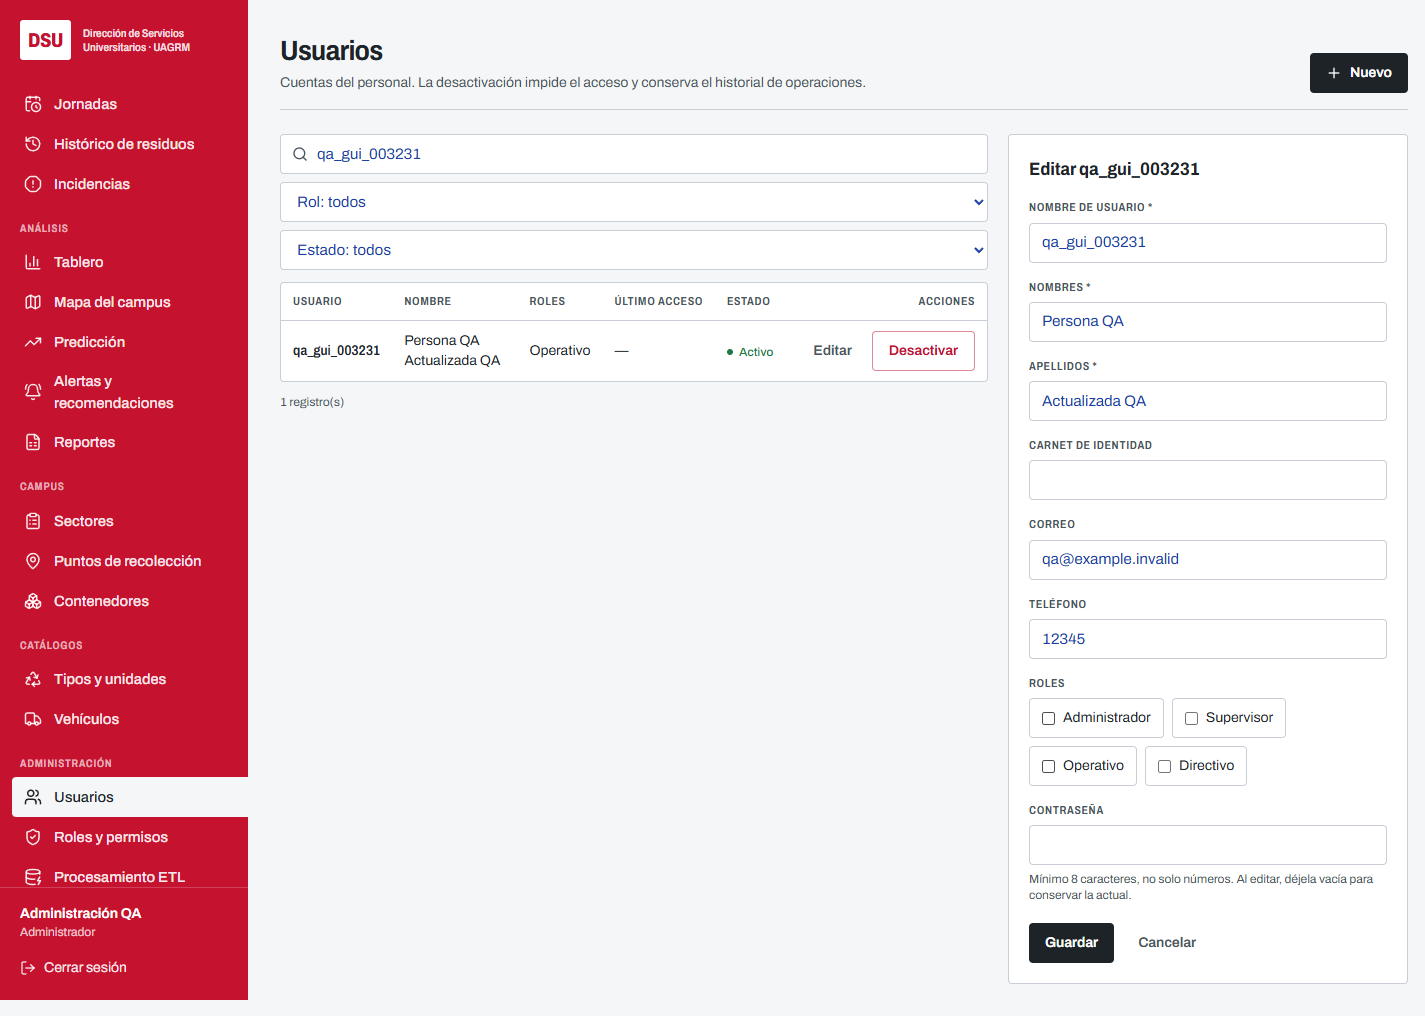 DSU
Dirección de Servicios
Universitarios · UAGRM
Jornadas
Histórico de residuos
Incidencias
ANÁLISIS
Tablero
Mapa del campus
Predicción
Alertas y
recomendaciones
Reportes
CAMPUS
Sectores
Puntos de recolección
Contenedores
CATÁLOGOS
Tipos y unidades
Vehículos
ADMINISTRACIÓN
Usuarios
Roles y permisos
Procesamiento ETL
Administración QA
Administrador
Cerrar sesión
Usuarios
Cuentas del personal. La desactivación impide el acceso y conserva el historial de operaciones.
Nuevo
qa_gui_003231
Rol: todos
Estado: todos
USUARIO NOMBRE ROLES ÚLTIMO ACCESO ESTADO ACCIONES
qa_gui_003231 Persona QA Actualizada QA Operativo — Activo Editar Desactivar
1 registro(s)
Editar qa_gui_003231
NOMBRE DE USUARIO *
qa_gui_003231
NOMBRES *
Persona QA
APELLIDOS *
Actualizada QA
CARNET DE IDENTIDAD
CORREO
qa@example.invalid
TELÉFONO
12345
ROLES
Administrador Supervisor
Operativo Directivo
CONTRASEÑA
Mínimo 8 caracteres, no solo números. Al editar, déjela vacía para
conservar la actual.
Guardar Cancelar